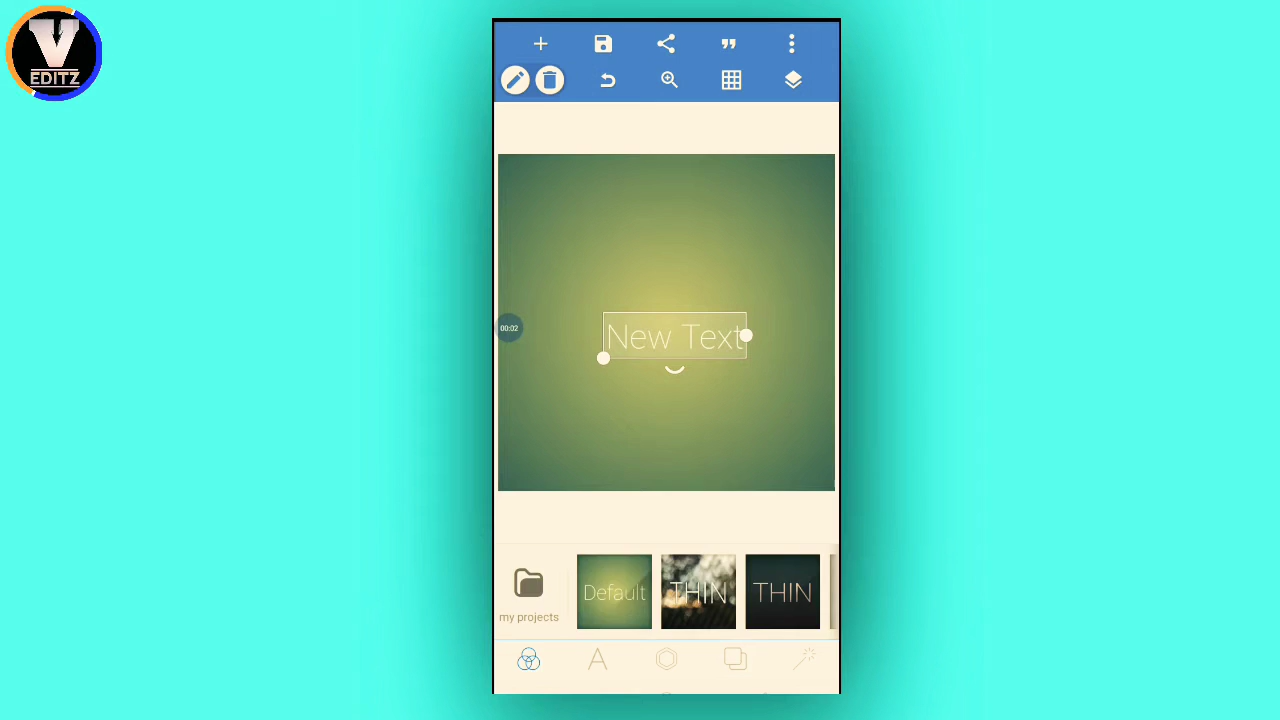 V
EDITZ
00:02
New Text
my projects
Default
THIN
THIN